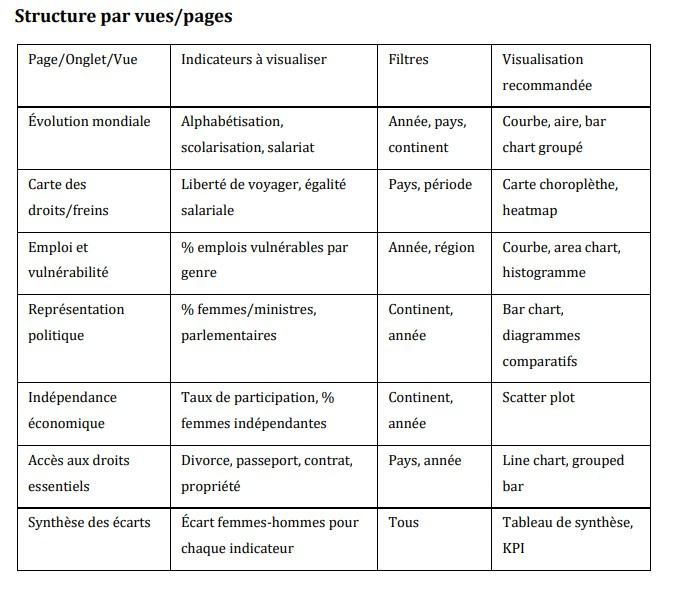 Structure par vues/pages
Page/Onglet/Vue
Indicateurs à visualiser
Filtres
Visualisation
recommandée
Évolution mondiale
Alphabétisation,
scolarisation, salariat
Année, pays,
continent
Courbe, aire, bar
chart groupé
Carte des
droits/freins
Liberté de voyager, égalité
salariale
Pays, période
Carte choroplèthe,
heatmap
Emploi et
vulnérabilité
% emplois vulnérables par
genre
Année, région
Courbe, area chart,
histogramme
Représentation
politique
% femmes/ministres,
parlementaires
Continent,
année
Bar chart,
diagrammes
comparatifs
Indépendance
économique
Taux de participation, %
femmes indépendantes
Continent,
année
Scatter plot
Accès aux droits
essentiels
Divorce, passeport, contrat,
propriété
Pays, année
Line chart, grouped
bar
Synthèse des écarts
Écart femmes-hommes pour
chaque indicateur
Tous
Tableau de synthèse,
KPI